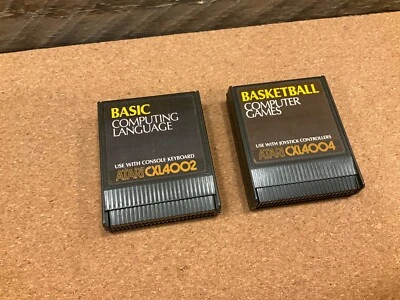 BASIC
COMPUTING
LANGUAGE
USE WITH CONSOLE KEYBOARD
ATARI CXL4002
BASKETBALL
COMPUTER
GAMES
USE WITH JOYSTICK CONTROLLERS
ATARI CXL4004